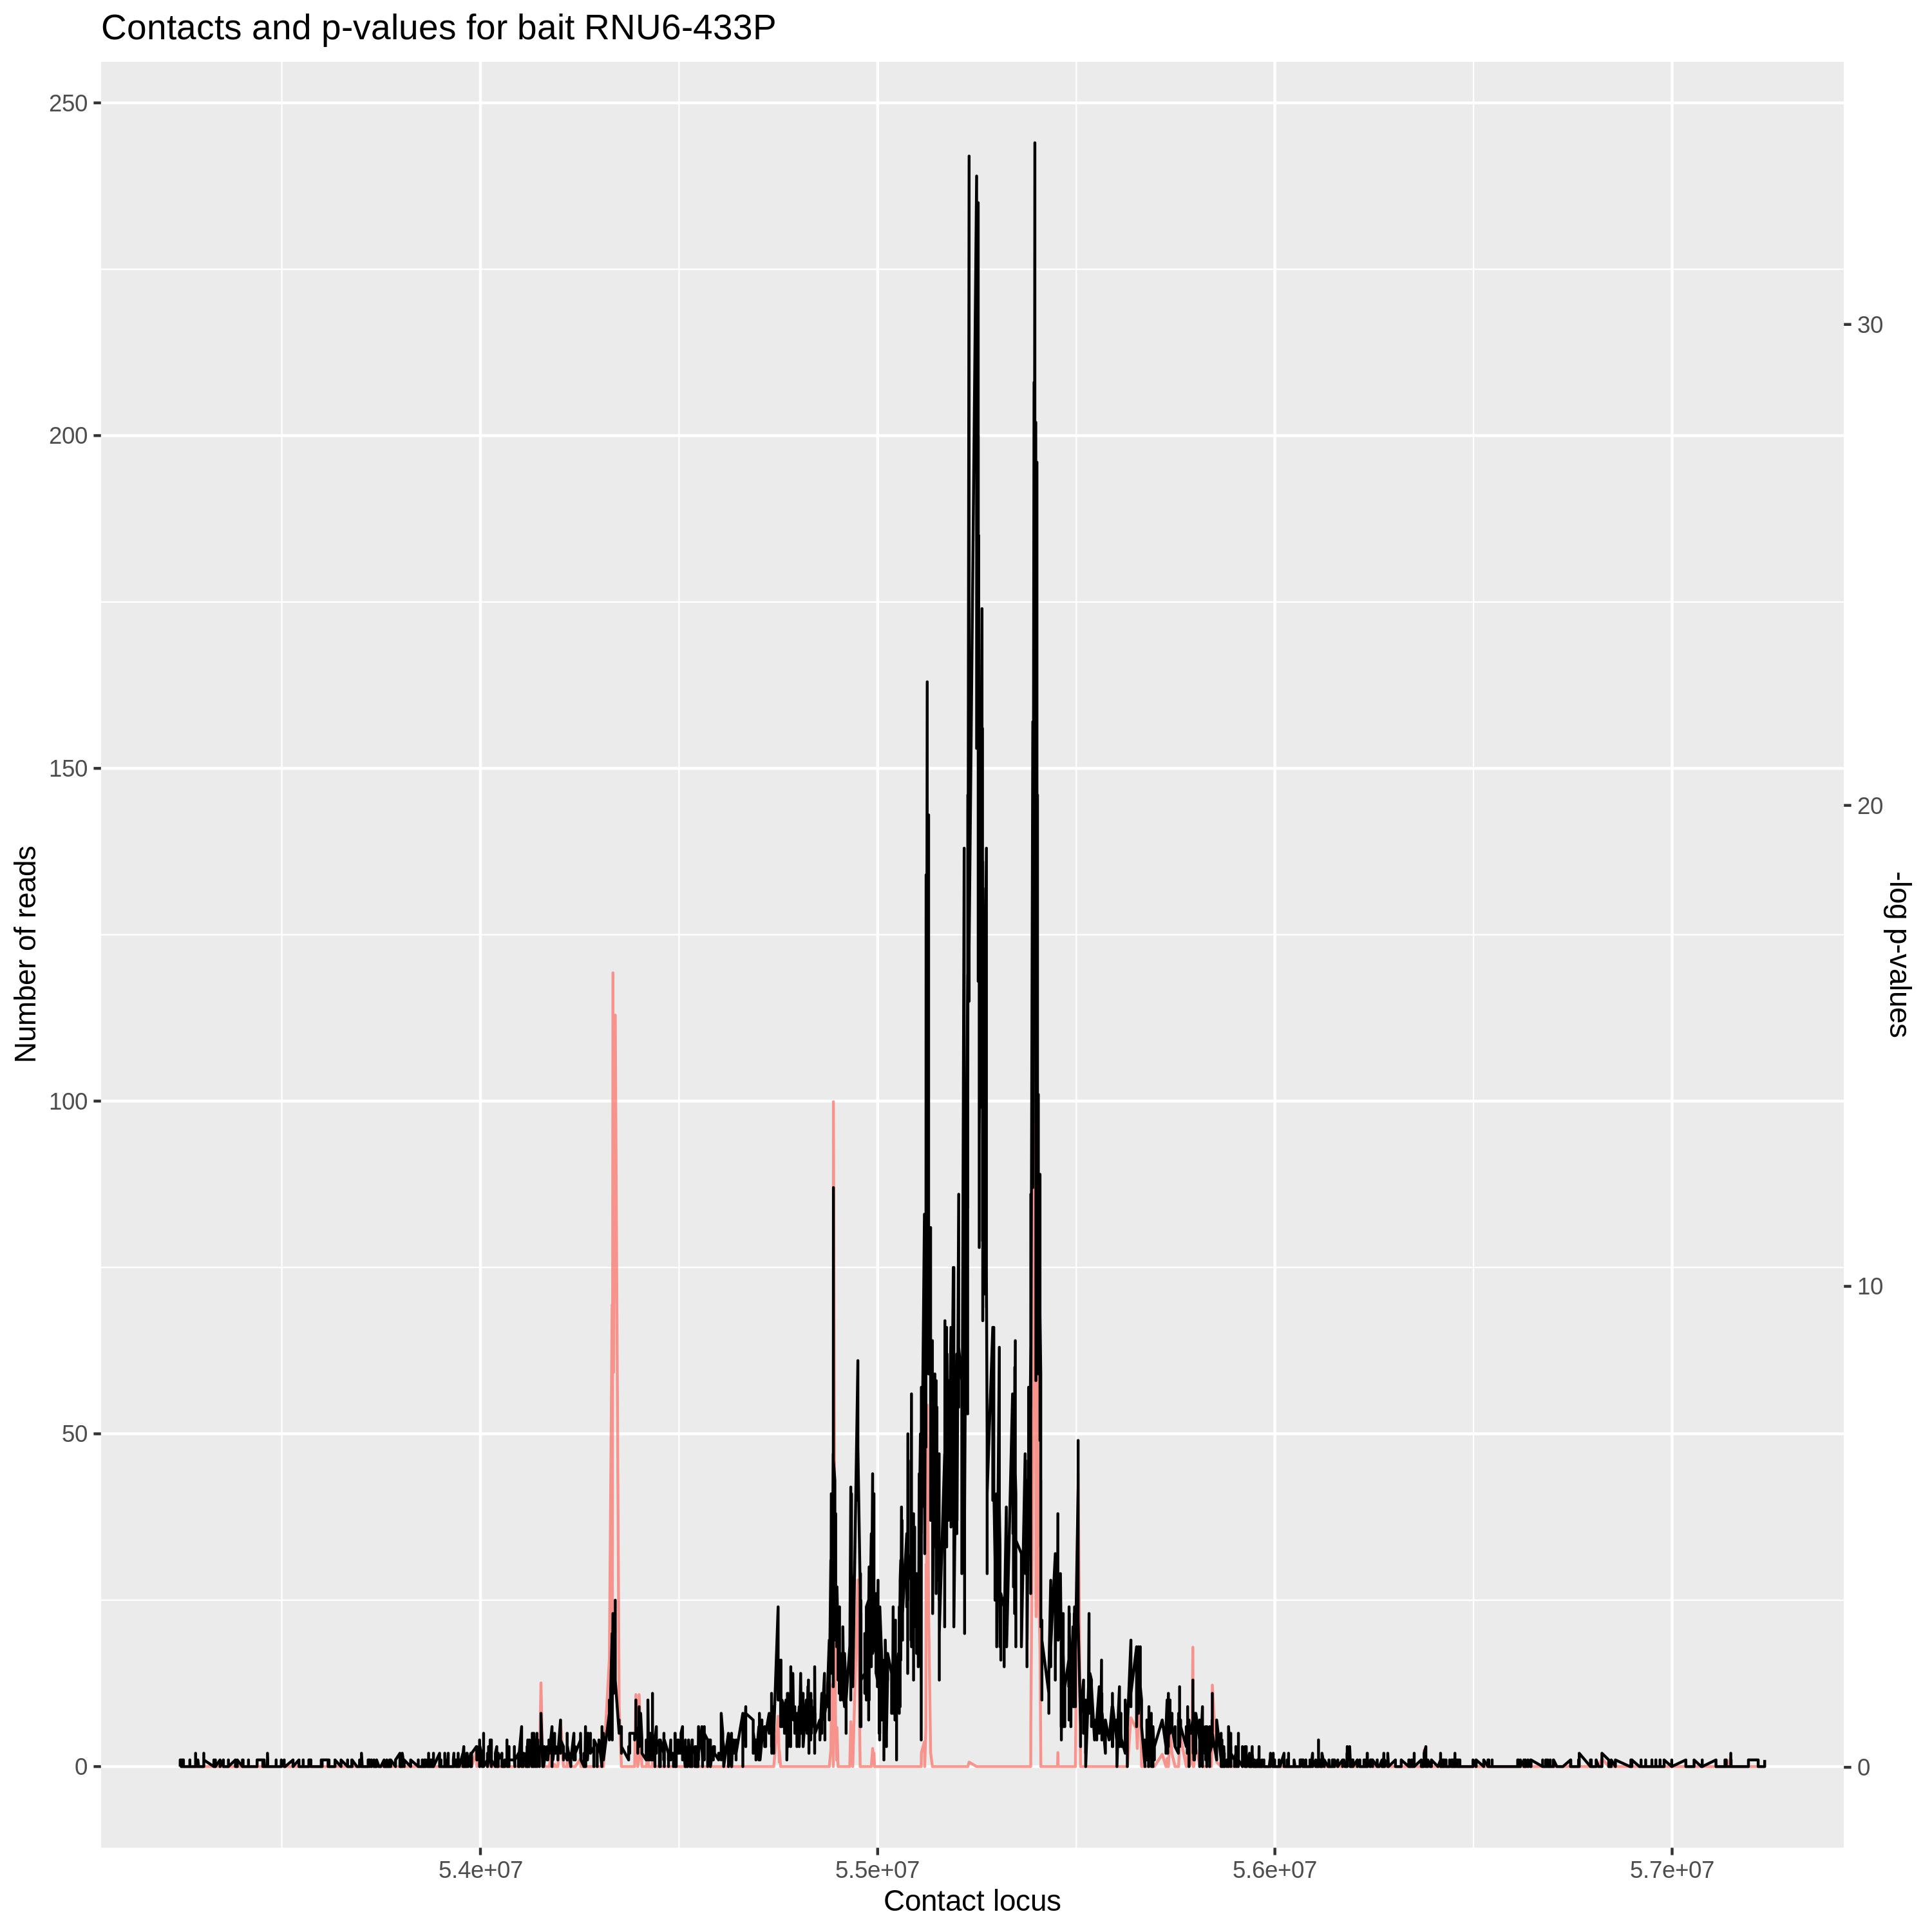 Contacts and p-values for bait RNU6-433P
250
200
150
100
50
0
Number of reads
30
20
10
0
-log p-values
5.4e+07
5.5e+07
5.6e+07
5.7e+07
Contact locus